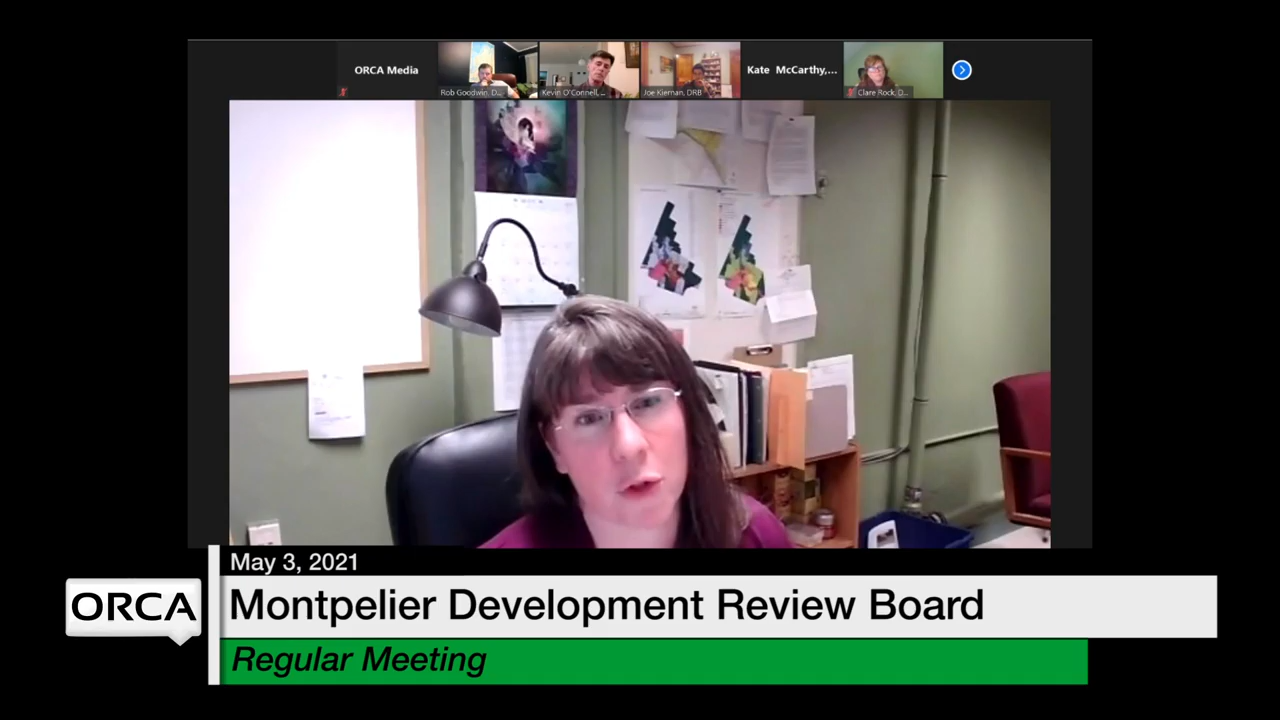 ORCA Media
Rob Goodwin, D...
Kevin O'Connell, ...
Joe Kiernan, DRB
Kate McCarthy,...
Clare Rock, D...
May 3, 2021
ORCA
Montpelier Development Review Board
Regular Meeting